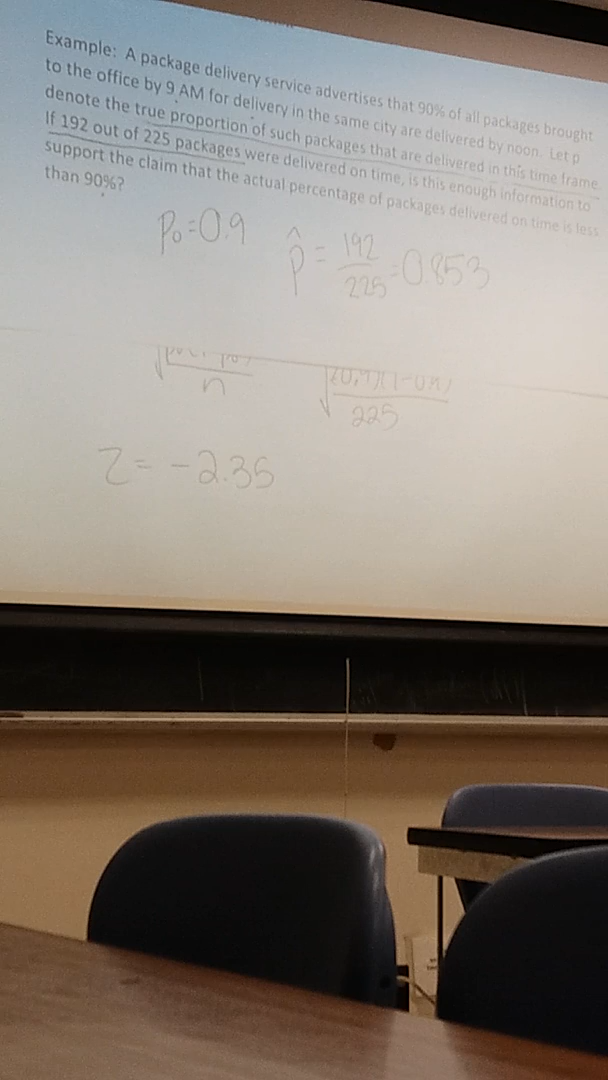 Example: A package delivery service advertises that 90% of all packages brought
to the office by 9 AM for delivery in the same city are delivered by noon. Let p
denote the true proportion of such packages that are delivered in this time frame.
If 192 out of 225 packages were delivered on time, is this enough information to
support the claim that the actual percentage of packages delivered on time is less
than 90%?
p₀=0.9 p̂ = 192/225 = 0.853
n
225
Z = -2.35